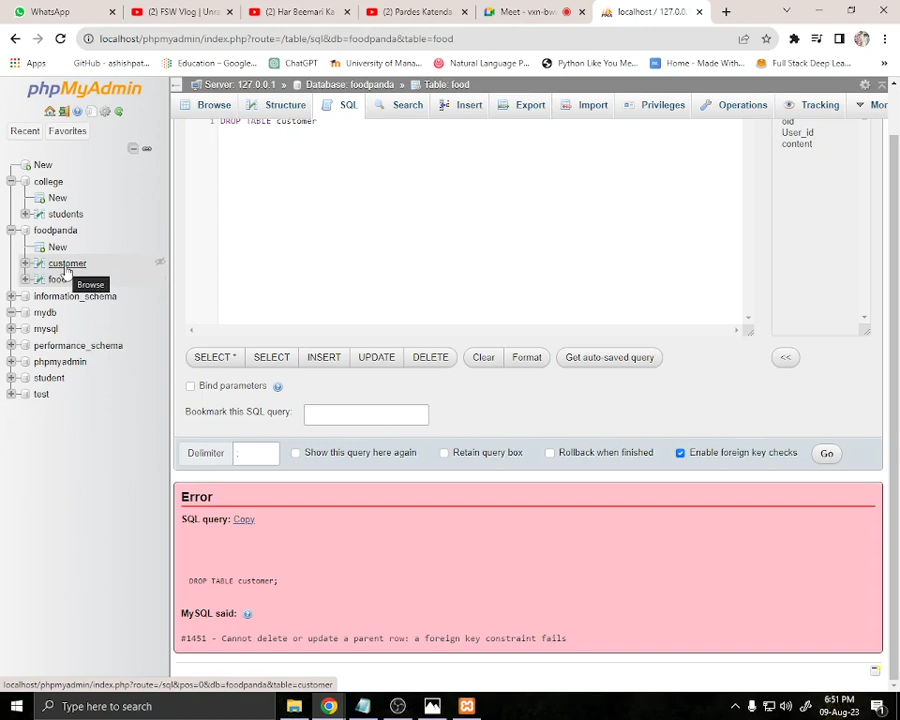 WhatsApp
(2) FSW Vlog | Unra
(2) Har Beemari Ka
(2) Pardes Katenda
Meet - vxn-bw
localhost / 127.0.0.
localhost/phpmyadmin/index.php?route=/table/sql&db=foodpanda&table=food
Apps
GitHub: ashishpat...
Education – Google...
ChatGPT
University of Mana...
Natural Language P...
Python Like You Me...
Home - Made With...
Full Stack Deep Lea...
phpMyAdmin
Server: 127.0.0.1 » Database: foodpanda » Table: food
Browse
Structure
SQL
Search
Insert
Export
Import
Privileges
Operations
Tracking
Mor
Recent
Favorites
1 DROP TABLE customer
oid
User_id
content
New
college
New
students
foodpanda
New
customer
food
Browse
information_schema
mydb
mysql
performance_schema
phpmyadmin
student
test
SELECT *
SELECT
INSERT
UPDATE
DELETE
Clear
Format
Get auto-saved query
<<
Bind parameters
Bookmark this SQL query:
Delimiter
;
Show this query here again
Retain query box
Rollback when finished
Enable foreign key checks
Go
Error
SQL query: Copy
DROP TABLE customer;
MySQL said:
#1451 - Cannot delete or update a parent row: a foreign key constraint fails
localhost/phpmyadmin/index.php?route=/sql&pos=0&db=foodpanda&table=customer
Type here to search
6:51 PM
09-Aug-23